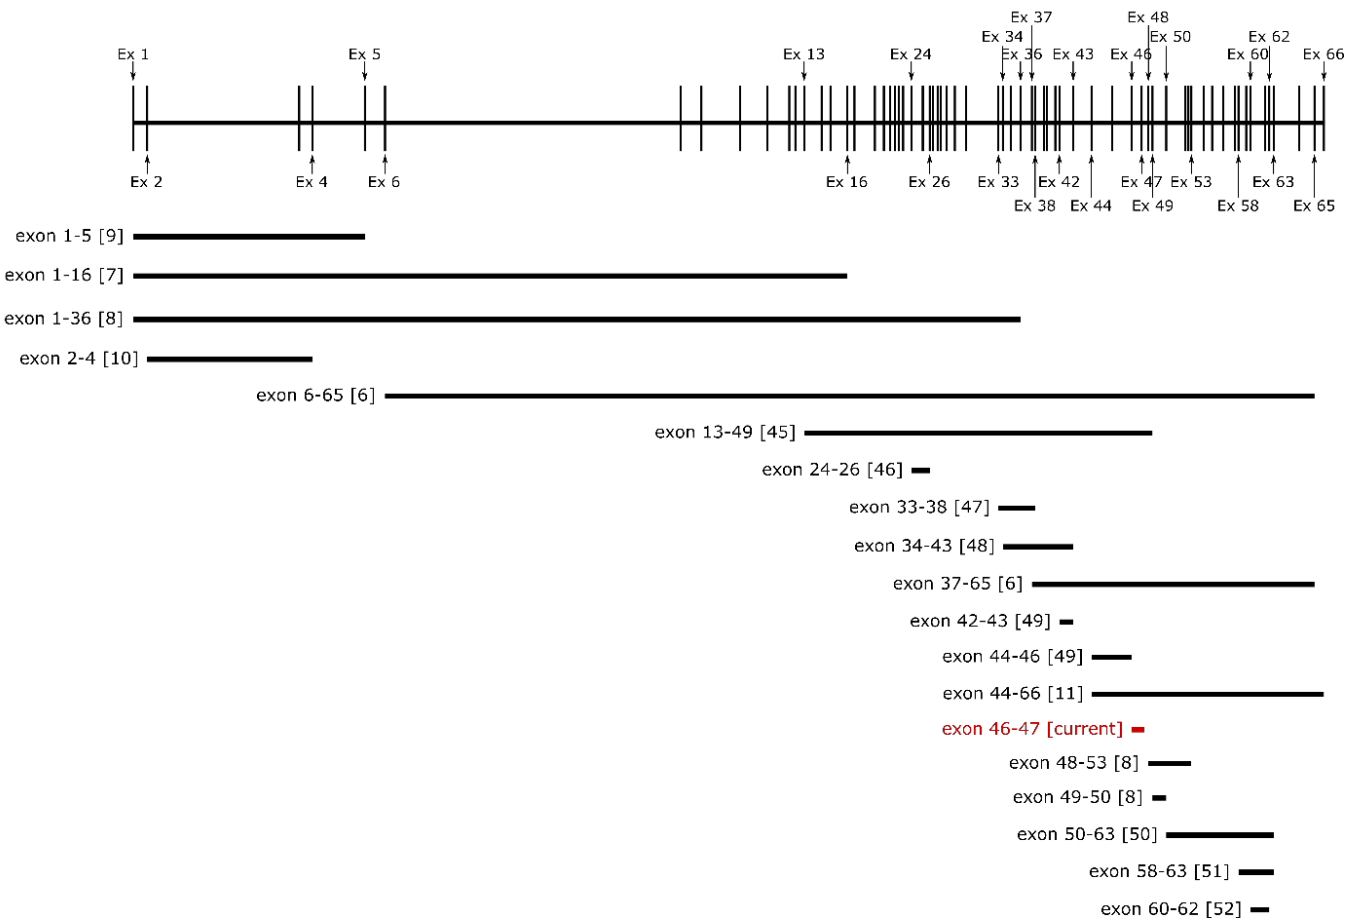 Ex 37 Ex 48
Ex 34 Ex 50 Ex 62
Ex 1 Ex 5 Ex 13 Ex 24 Ex 36 Ex 43 Ex 46 Ex 60 Ex 66
Ex 2 Ex 4 Ex 6 Ex 16 Ex 26 Ex 33 Ex 42 Ex 47 Ex 53 Ex 63
Ex 38 Ex 44 Ex 49 Ex 58 Ex 65
exon 1-5 [9]
exon 1-16 [7]
exon 1-36 [8]
exon 2-4 [10]
exon 6-65 [6]
exon 13-49 [45]
exon 24-26 [46]
exon 33-38 [47]
exon 34-43 [48]
exon 37-65 [6]
exon 42-43 [49]
exon 44-46 [49]
exon 44-66 [11]
exon 46-47 [current]
exon 48-53 [8]
exon 49-50 [8]
exon 50-63 [50]
exon 58-63 [51]
exon 60-62 [52]